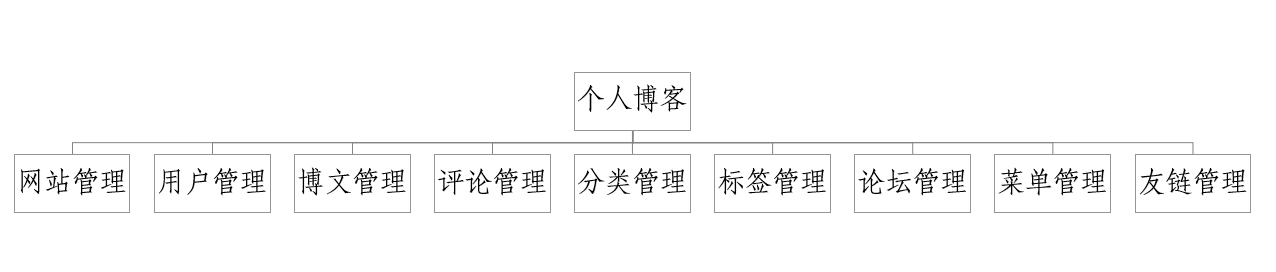 个人博客
网站管理
用户管理
博文管理
评论管理
分类管理
标签管理
论坛管理
菜单管理
友链管理